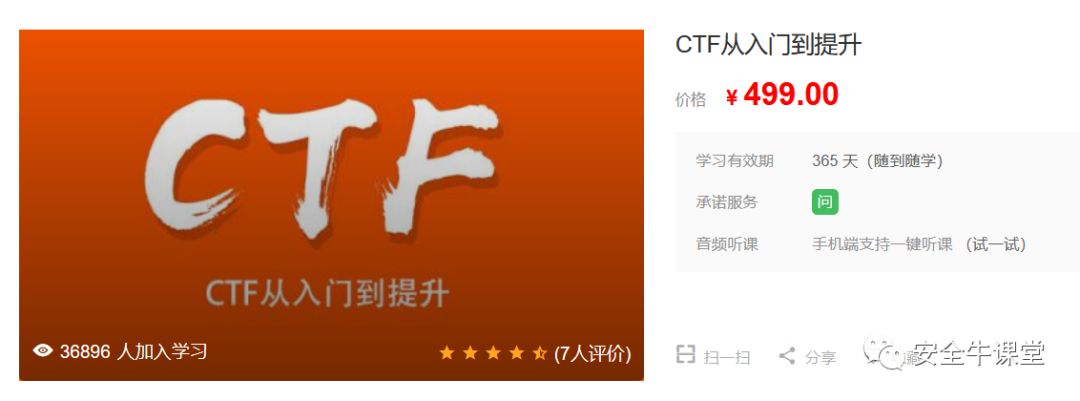 CTF
CTF从入门到提升
36896 人加入学习
(7人评价)
CTF从入门到提升
价格 ¥ 499.00
学习有效期 365 天（随到随学）
承诺服务 问
音频听课 手机端支持一键听课 (试一试)
扫一扫 分享
安全牛课堂